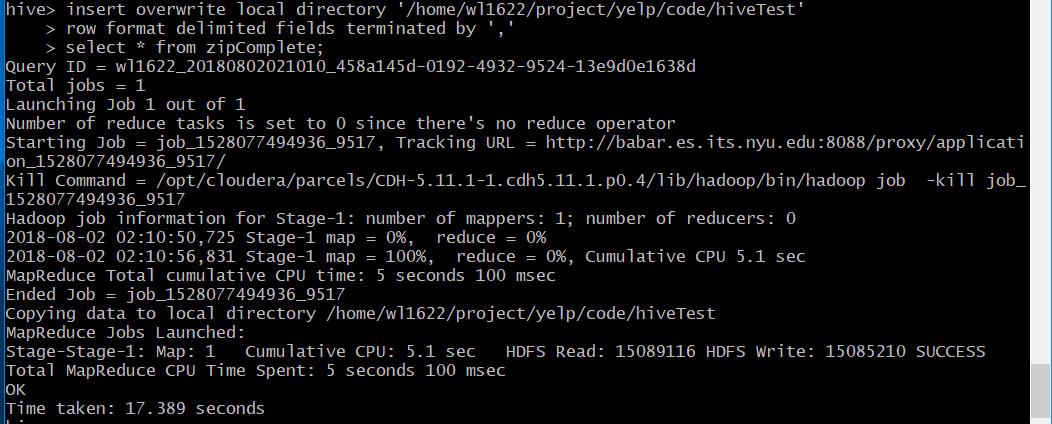 hive> insert overwrite local directory '/home/wl1622/project/yelp/code/hiveTest'
    > row format delimited fields terminated by ','
    > select * from zipComplete;
Query ID = wl1622_20180802021010_458a145d-0192-4932-9524-13e9d0e1638d
Total jobs = 1
Launching Job 1 out of 1
Number of reduce tasks is set to 0 since there's no reduce operator
Starting Job = job_1528077494936_9517, Tracking URL = http://babar.es.its.nyu.edu:8088/proxy/applicati
on_1528077494936_9517/
Kill Command = /opt/cloudera/parcels/CDH-5.11.1-1.cdh5.11.1.p0.4/lib/hadoop/bin/hadoop job  -kill job_
1528077494936_9517
Hadoop job information for Stage-1: number of mappers: 1; number of reducers: 0
2018-08-02 02:10:50,725 Stage-1 map = 0%,  reduce = 0%
2018-08-02 02:10:56,831 Stage-1 map = 100%,  reduce = 0%, Cumulative CPU 5.1 sec
MapReduce Total cumulative CPU time: 5 seconds 100 msec
Ended Job = job_1528077494936_9517
Copying data to local directory /home/wl1622/project/yelp/code/hiveTest
MapReduce Jobs Launched:
Stage-Stage-1: Map: 1   Cumulative CPU: 5.1 sec   HDFS Read: 15089116 HDFS Write: 15085210 SUCCESS
Total MapReduce CPU Time Spent: 5 seconds 100 msec
OK
Time taken: 17.389 seconds